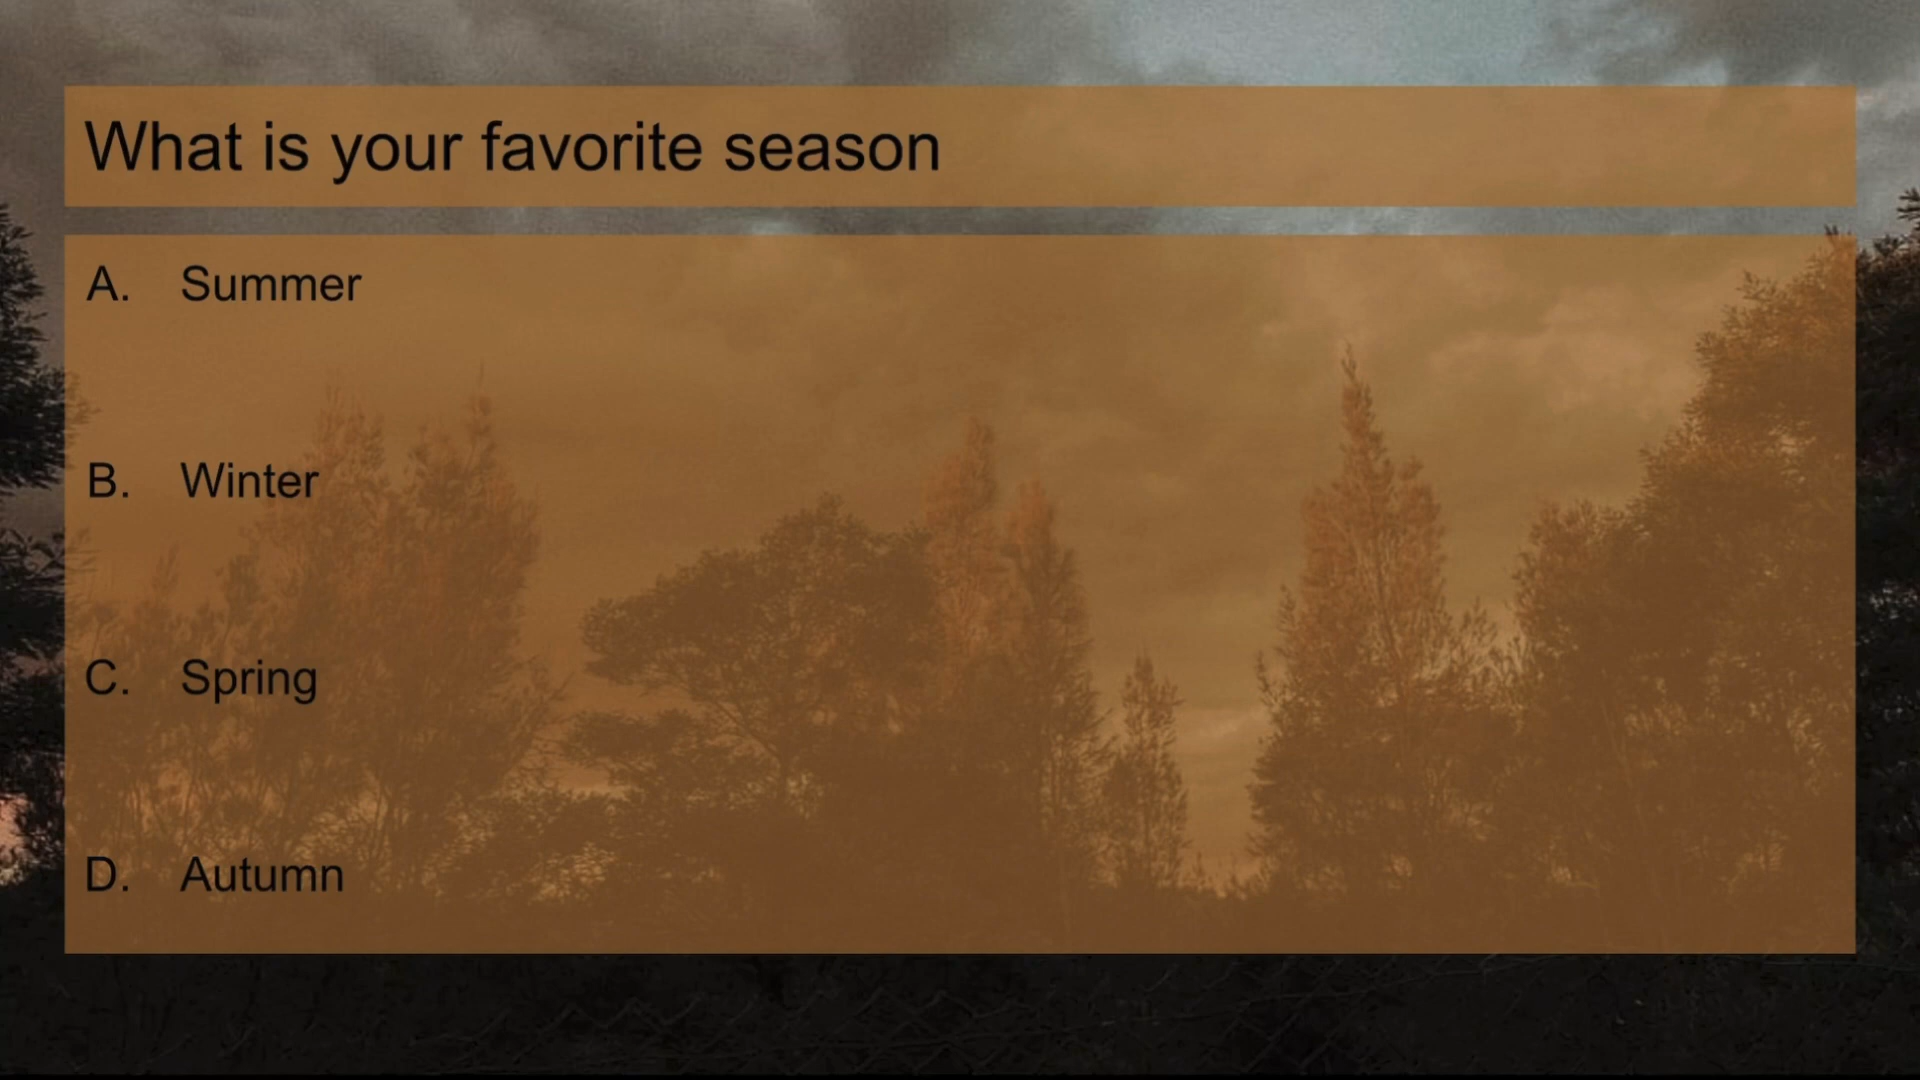 What is your favorite season
A. Summer
B. Winter
C. Spring
D. Autumn